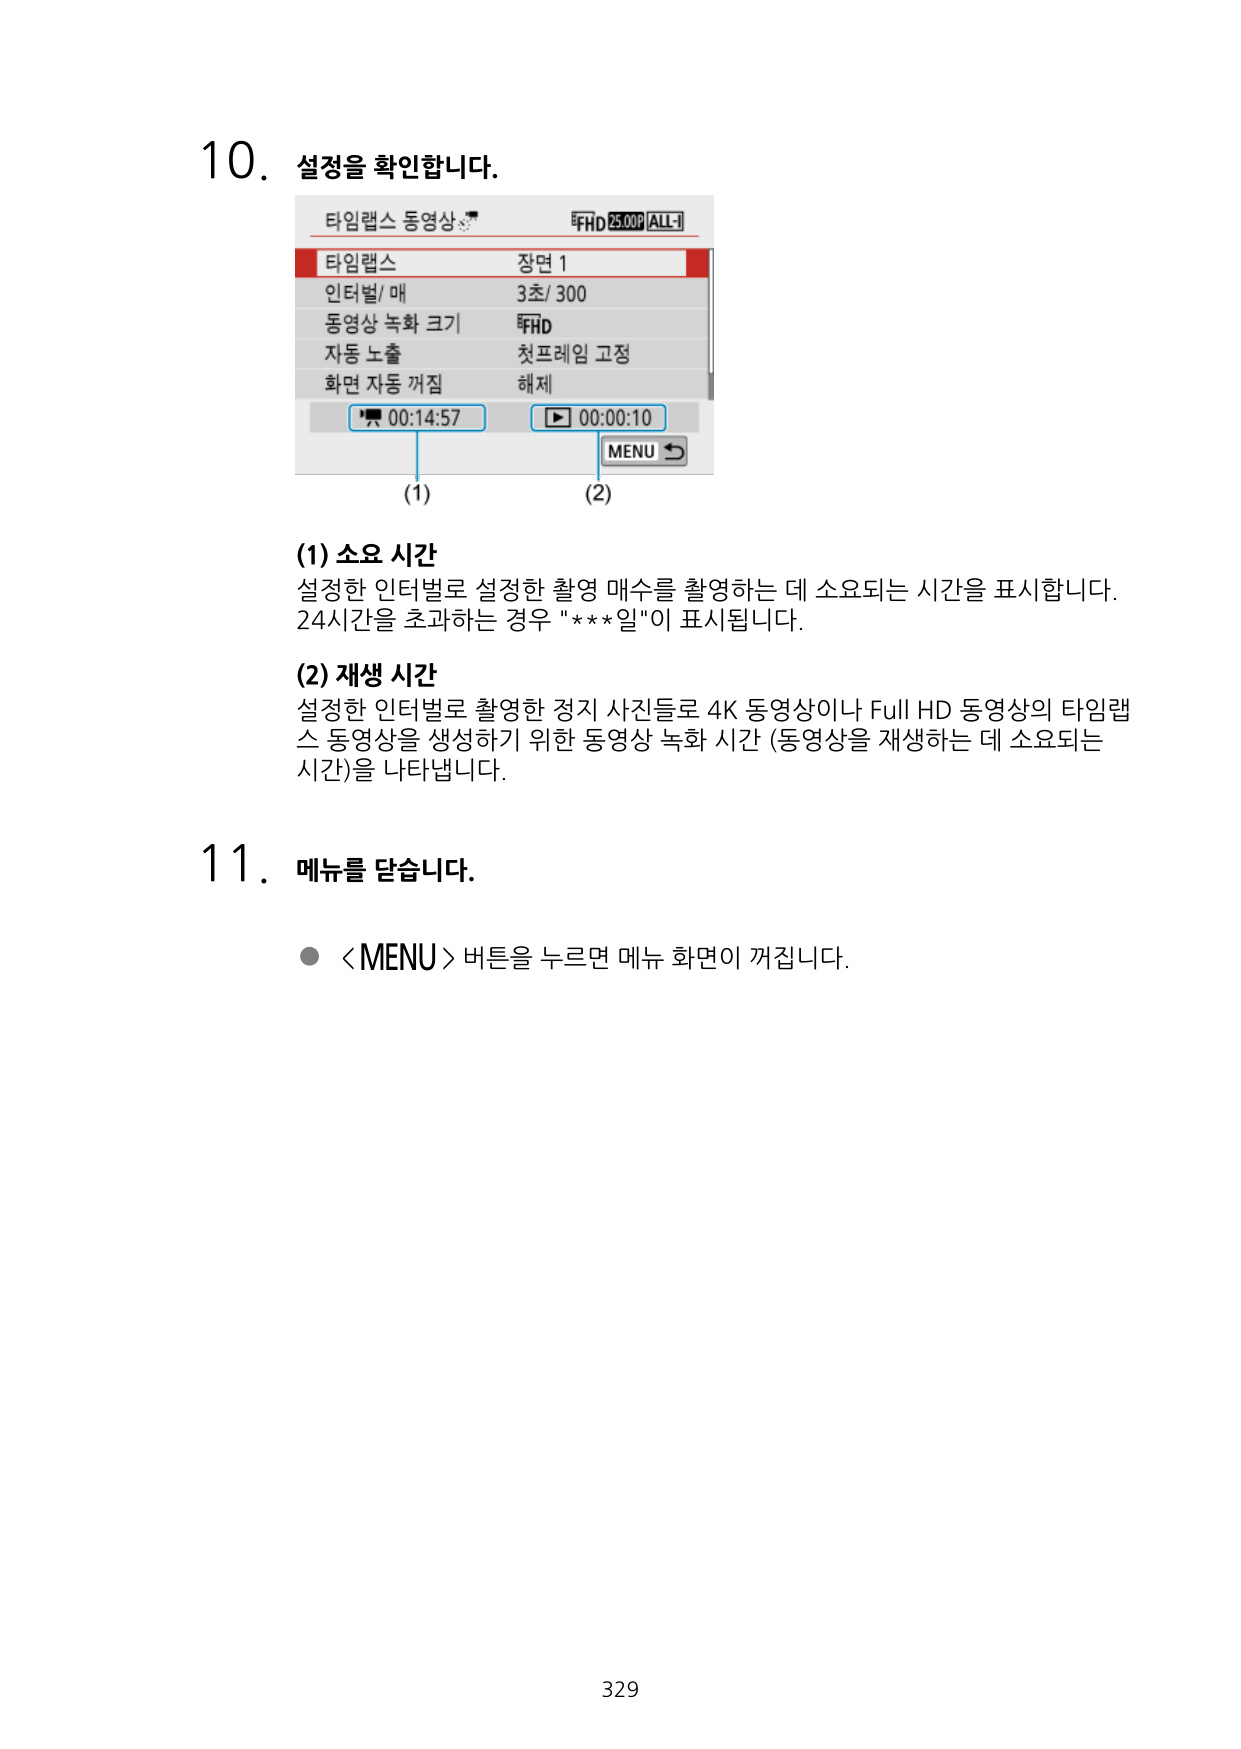 10. 설정을 확인합니다.
타임랩스 동영상 FHD 25.00P ALL-I
타임랩스 장면 1
인터벌/ 매 3초/ 300
동영상 녹화 크기 FHD
자동 노출 첫프레임 고정
화면 자동 꺼짐 해제
00:14:57 00:00:10
MENU
(1) (2)
(1) 소요 시간
설정한 인터벌로 설정한 촬영 매수를 촬영하는 데 소요되는 시간을 표시합니다.
24시간을 초과하는 경우 "***일"이 표시됩니다.
(2) 재생 시간
설정한 인터벌로 촬영한 정지 사진들로 4K 동영상이나 Full HD 동영상의 타임랩
스 동영상을 생성하기 위한 동영상 녹화 시간 (동영상을 재생하는 데 소요되는
시간)을 나타냅니다.
11. 메뉴를 닫습니다.
● <MENU> 버튼을 누르면 메뉴 화면이 꺼집니다.
329